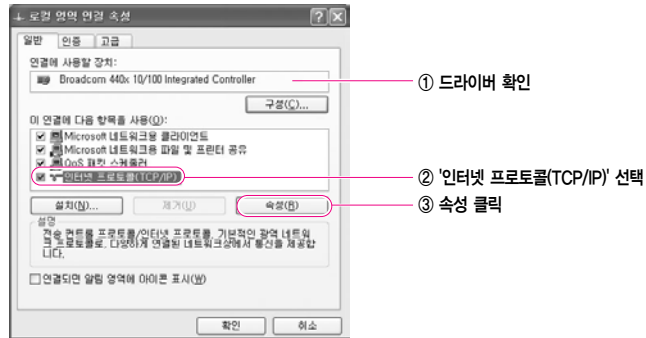 로컬 영역 연결 속성
일반 인증 고급
연결에 사용할 장치:
Broadcom 440x 10/100 Integrated Controller
① 드라이버 확인
구성(C)...
이 연결에 다음 항목을 사용(O):
Microsoft 네트워크용 클라이언트
Microsoft 네트워크용 파일 및 프린터 공유
QoS 패킷 스케줄러
인터넷 프로토콜(TCP/IP)
② '인터넷 프로토콜(TCP/IP)' 선택
설치(N)... 제거(U) 속성(R)
③ 속성 클릭
설명
전송 컨트롤 프로토콜/인터넷 프로토콜. 기본적인 광역 네트워
크 프로토콜로, 다양하게 연결된 네트워크상에서 통신을 제공합
니다.
연결되면 알림 영역에 아이콘 표시(W)
확인 취소